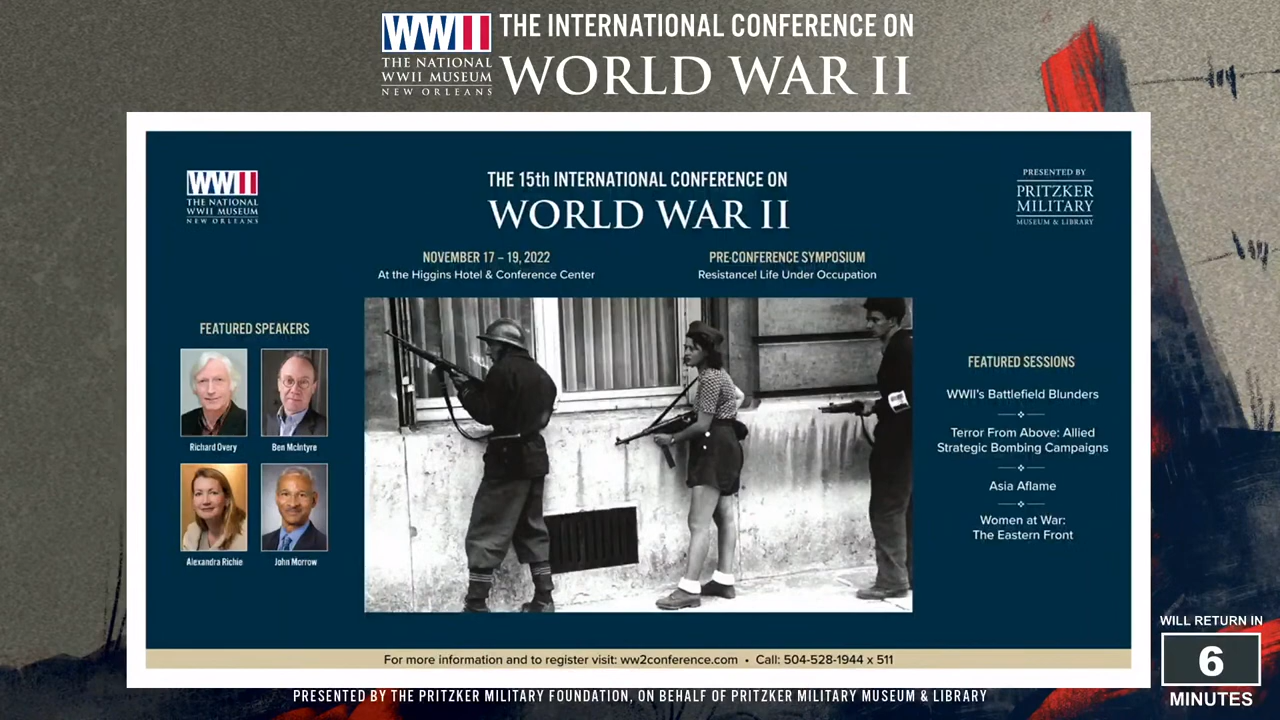 WWII
THE NATIONAL
WWII MUSEUM
NEW ORLEANS
THE INTERNATIONAL CONFERENCE ON
WORLD WAR II
WWII
THE NATIONAL
WWII MUSEUM
NEW ORLEANS
THE 15th INTERNATIONAL CONFERENCE ON
WORLD WAR II
PRESENTED BY
PRITZKER
MILITARY
MUSEUM & LIBRARY
NOVEMBER 17 – 19, 2022
At the Higgins Hotel & Conference Center
PRE-CONFERENCE SYMPOSIUM
Resistance! Life Under Occupation
FEATURED SPEAKERS
Richard Overy
Ben McIntyre
Alexandra Richie
John Morrow
FEATURED SESSIONS
WWII's Battlefield Blunders
Terror From Above: Allied
Strategic Bombing Campaigns
Asia Aflame
Women at War:
The Eastern Front
For more information and to register visit: ww2conference.com • Call: 504-528-1944 x 511
WILL RETURN IN
6
MINUTES
PRESENTED BY THE PRITZKER MILITARY FOUNDATION, ON BEHALF OF PRITZKER MILITARY MUSEUM & LIBRARY